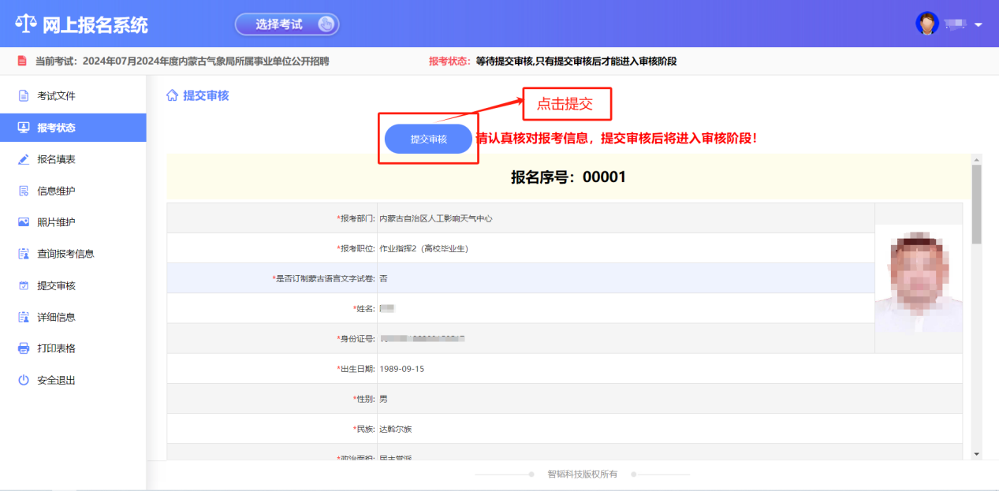 网上报名系统
选择考试
当前考试：2024年07月2024年度内蒙古气象局所属事业单位公开招聘
报考状态：等待提交审核,只有提交审核后才能进入审核阶段
考试文件
报考状态
报名填表
信息维护
照片维护
查询报考信息
提交审核
详细信息
打印表格
安全退出
提交审核
点击提交
提交审核
请认真核对报考信息，提交审核后将进入审核阶段！
报名序号：00001
*报考部门: 内蒙古自治区人工影响天气中心
*报考职位: 作业指挥2（高校毕业生）
*是否订制蒙古语言文字试卷: 否
*姓名:
*身份证号:
*出生日期: 1989-09-15
*性别: 男
*民族: 达斡尔族
*政治面貌: 民主党派
智韬科技版权所有